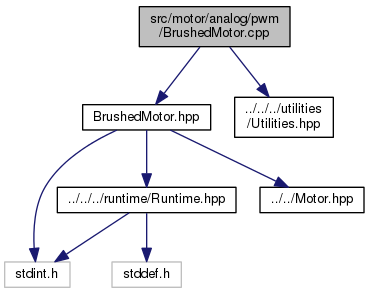 src/motor/analog/pwm
/BrushedMotor.cpp
BrushedMotor.hpp
../../../utilities
/Utilities.hpp
../../../runtime/Runtime.hpp
../../Motor.hpp
stdint.h
stddef.h